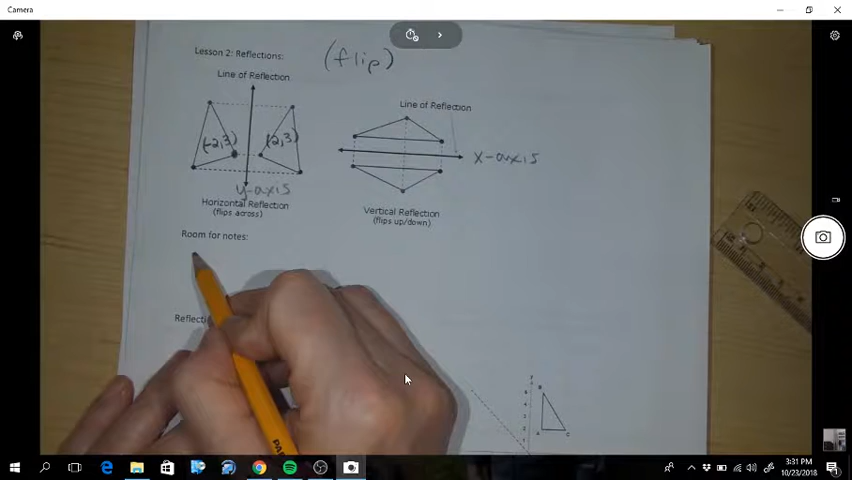 Camera
Lesson 2: Reflections:
(flip)
Line of Reflection
(-2,3)
(2,3)
y-axis
Horizontal Reflection
(flips across)
Line of Reflection
x-axis
Vertical Reflection
(flips up/down)
Room for notes:
Reflecti
3:31 PM
10/23/2018